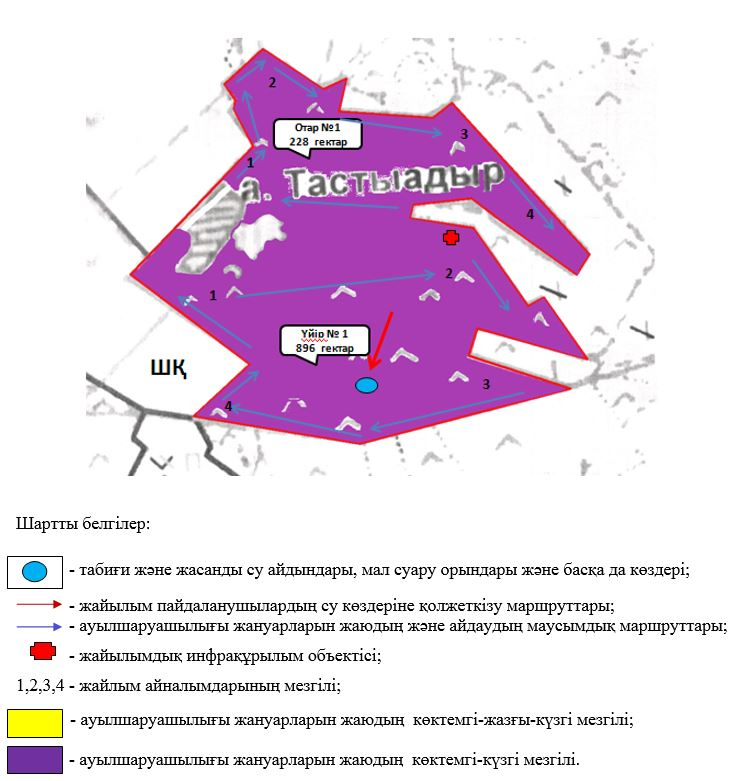 2
Отар №1
228 гектар
3
1
а. Тастыадыр
4
2
1
Үйір № 1
896 гектар
ШҚ
3
4
Шартты белгілер:
- табиғи және жасанды су айдындары, мал суару орындары және басқа да көздері;
- жайылым пайдаланушылардың су көздеріне қолжеткізу маршруттары;
- ауылшаруашылығы жануарларын жаюдың және айдаудың маусымдық маршруттары;
- жайылымдық инфрақұрылым объектісі;
1,2,3,4 - жайлым айналымдарының мезгілі;
- ауылшаруашылығы жануарларын жаюдың көктемгі-жазғы-күзгі мезгілі;
- ауылшаруашылығы жануарларын жаюдың көктемгі-күзгі мезгілі.